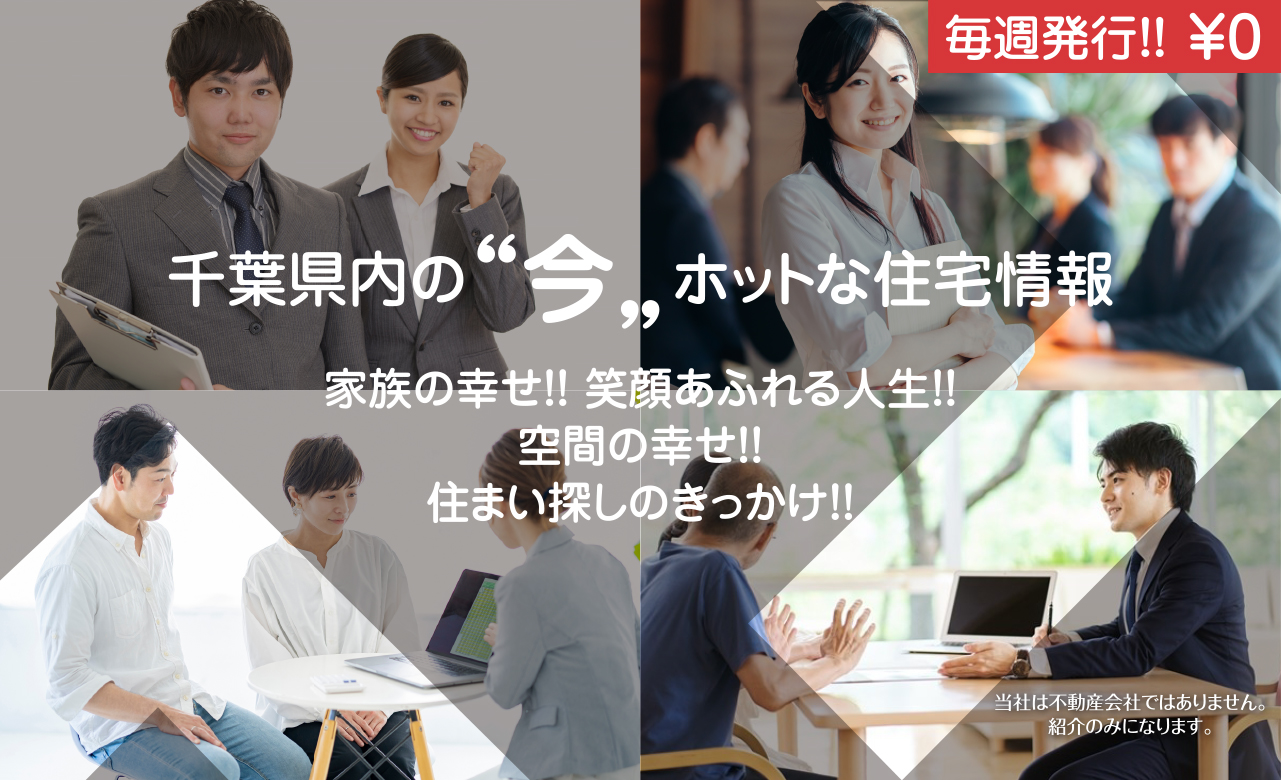 毎週発行!! ¥0
千葉県内の“今„ホットな住宅情報
家族の幸せ!! 笑顔あふれる人生!!
空間の幸せ!!
住まい探しのきっかけ!!
当社は不動産会社ではありません。
紹介のみになります。